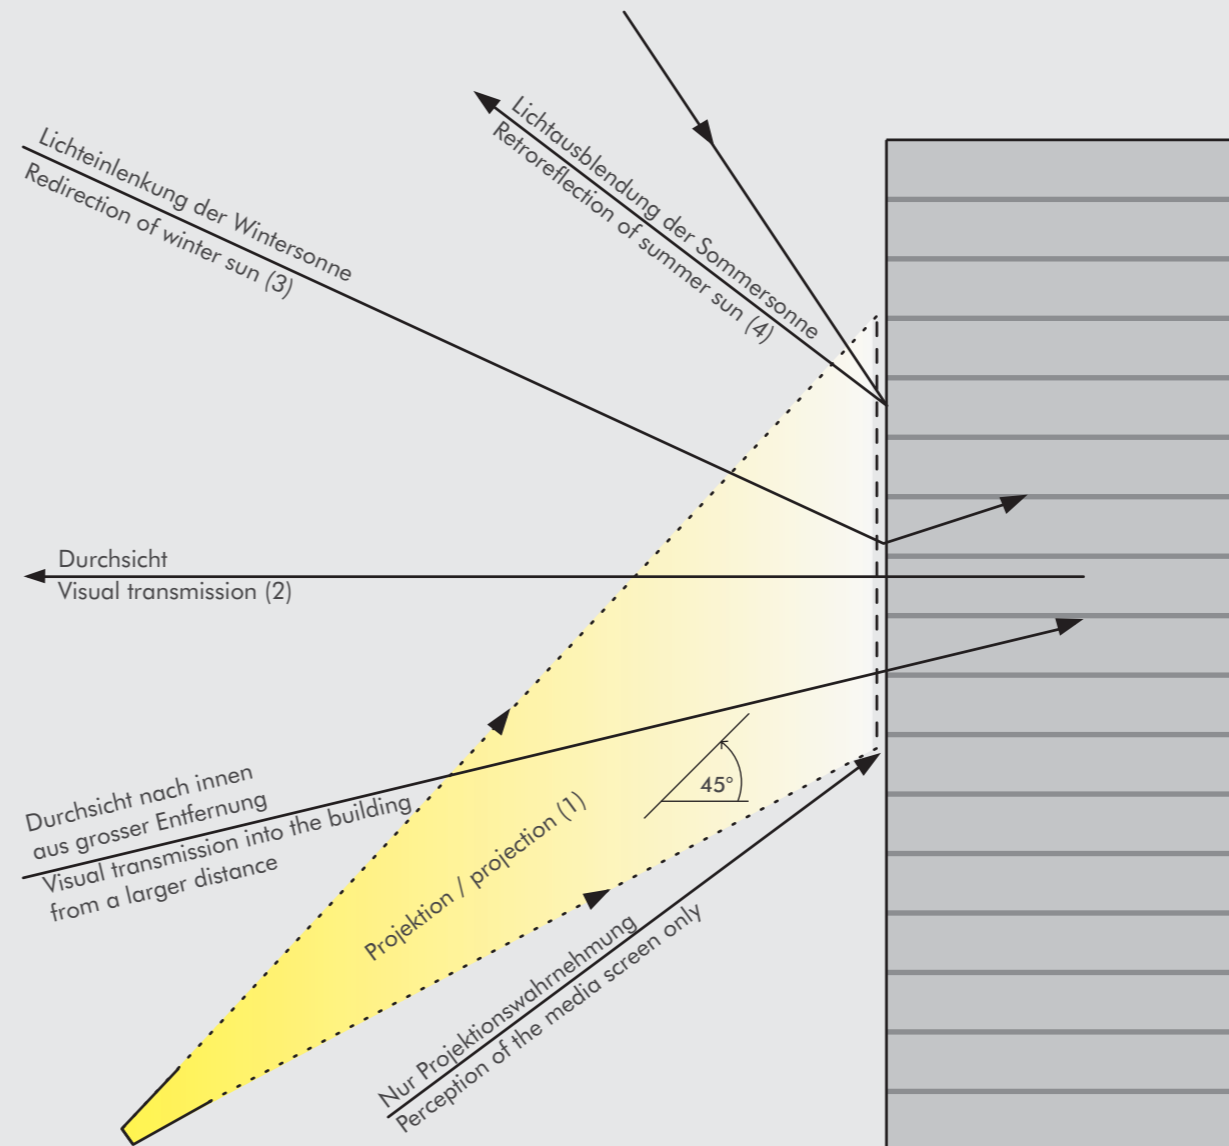 Lichtausblendung der Sommersonne
Retroreflection of summer sun (4)
Lichteinlenkung der Wintersonne
Redirection of winter sun (3)
Durchsicht
Visual transmission (2)
Durchsicht nach innen
aus grosser Entfernung
Visual transmission into the building
from a larger distance
45°
Projektion / projection (1)
Nur Projektionswahrnehmung
Perception of the media screen only